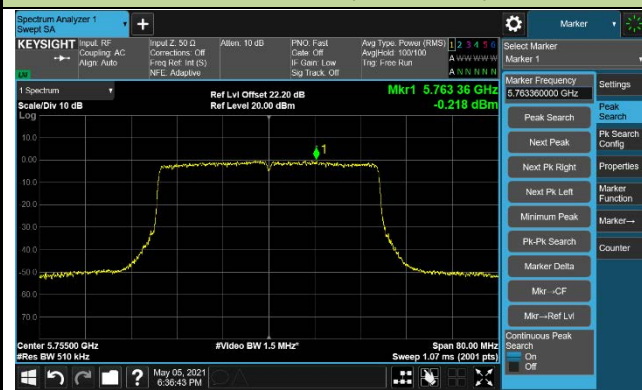 Spectrum Analyzer 1
Swept SA
+
Marker
KEYSIGHT
Input: RF
Coupling: AC
Align: Auto
Input Z: 50 Ω
Corrections: Off
Freq Ref: Int (S)
NFE: Adaptive
Atten: 10 dB
PNO: Fast
Gate: Off
IF Gain: Low
Sig Track: Off
Avg Type: Power (RMS)
Avg|Hold: 100/100
Trig: Free Run
1 2 3 4 5 6
A W W W W W
A N N N N N
Select Marker
Marker 1
LM
1 Spectrum
Scale/Div 10 dB
Log
Ref Lvl Offset 22.20 dB
Ref Level 20.00 dBm
Mkr1 5.763 36 GHz
-0.218 dBm
10.0
0.00
-10.0
-20.0
-30.0
-40.0
-50.0
-60.0
-70.0
1
Center 5.75500 GHz
#Res BW 510 kHz
#Video BW 1.5 MHz*
Span 80.00 MHz
Sweep 1.07 ms (2001 pts)
Marker Frequency
5.763360000 GHz
Peak Search
Next Peak
Next Pk Right
Next Pk Left
Minimum Peak
Pk-Pk Search
Marker Delta
Mkr→CF
Mkr→Ref Lvl
Continuous Peak
Search
On
Off
Settings
Peak
Search
Pk Search
Config
Properties
Marker
Function
Marker→
Counter
?
May 05, 2021
6:36:43 PM